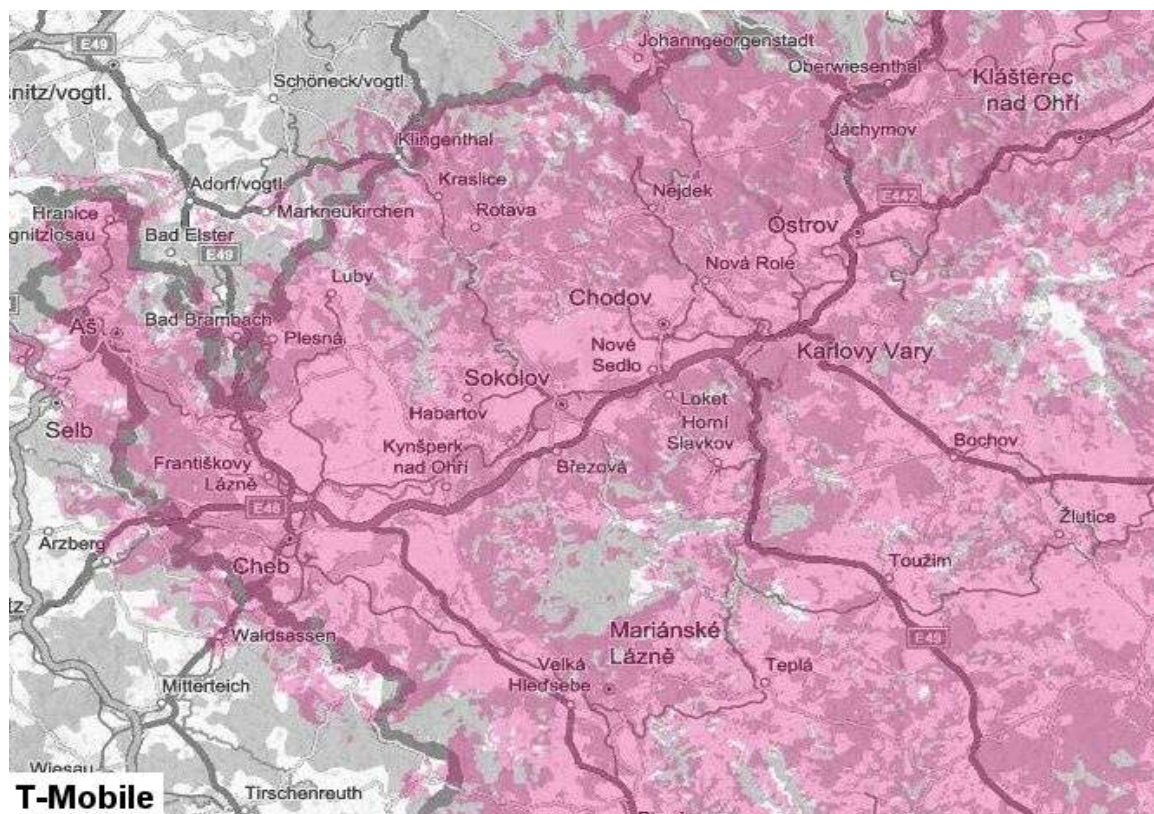 E49
Johanngeorgenstadt
Oberwiesenthal
Schöneck/vogtl.
Klášterec
nad Ohří
nitz/vogtl.
Jáchymov
Klingenthal
Kraslice
Adorf/vogtl.
Nejdek
E442
Hranice
Markneukirchen
Rotava
Ostrov
gnitzlosau
Bad Elster
E49
Nová Role
Luby
Chodov
Bad Brambach
Aš
Plesná
Nové
Sedlo
Karlovy Vary
Sokolov
Habartov
Loket
Selb
Horní
Slavkov
Bochov
Kynšperk
nad Ohří
Františkovy
Lázně
Březová
E48
Žlutice
Arzberg
Cheb
Toužim
Mariánské
Lázně
E49
Waldsassen
Velká
Hleďsebe
Teplá
Mitterteich
Wiesau
Tirschenreuth
T-Mobile